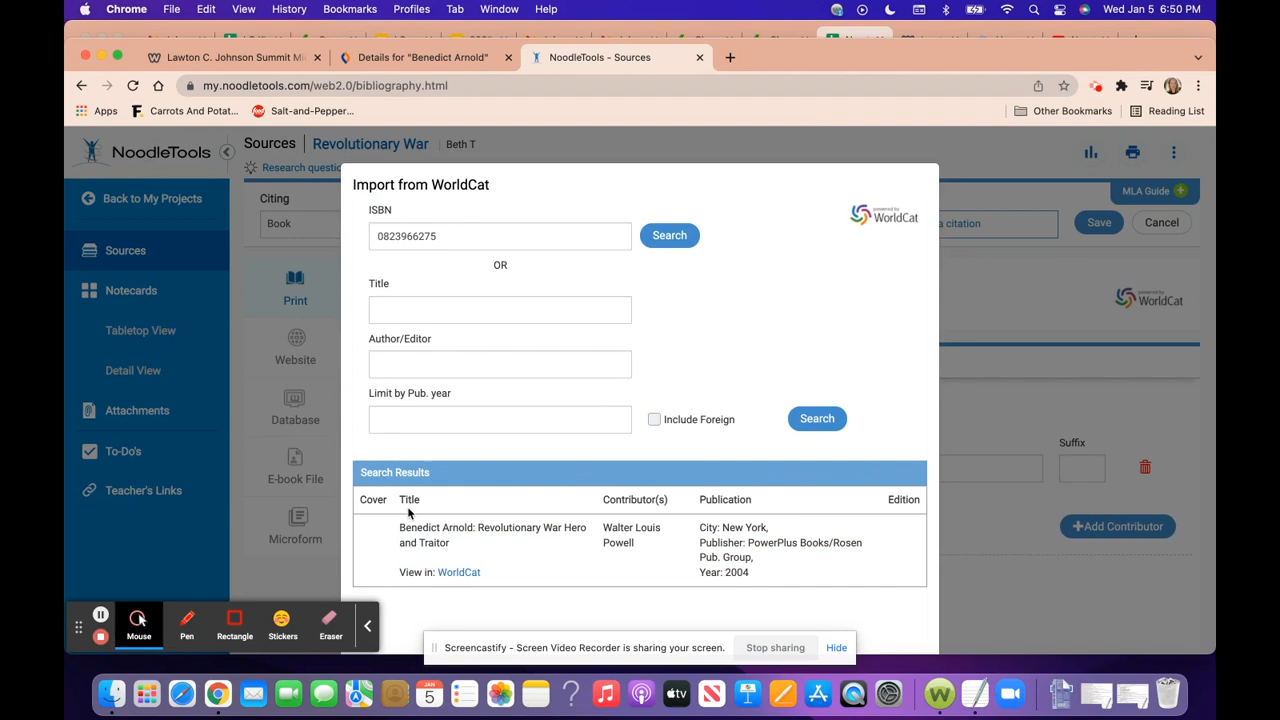 Chrome File Edit View History Bookmarks Profiles Tab Window Help Wed Jan 5 6:50 PM
Lawton C. Johnson Summit Mi Details for "Benedict Arnold" NoodleTools - Sources
my.noodletools.com/web2.0/bibliography.html
Apps Carrots And Potat... Salt-and-Pepper... Other Bookmarks Reading List
NoodleTools Sources Revolutionary War Beth T
Research questio
Import from WorldCat
Back to My Projects Citing MLA Guide
ISBN WorldCat
Book 0823966275 Search a citation Save Cancel
Sources
OR
Notecards Print Title WorldCat
Tabletop View
Website Author/Editor
Detail View
Limit by Pub. year
Attachments Database Include Foreign Search
To-Do's Suffix
E-book File Search Results
Teacher's Links
Cover Title Contributor(s) Publication Edition
Microform Benedict Arnold: Revolutionary War Hero Walter Louis City: New York, Add Contributor
and Traitor Powell Publisher: PowerPlus Books/Rosen
Pub. Group,
View in: WorldCat Year: 2004
Mouse Pen Rectangle Stickers Eraser
Screencastify - Screen Video Recorder is sharing your screen. Stop sharing Hide
JAN
5 tv